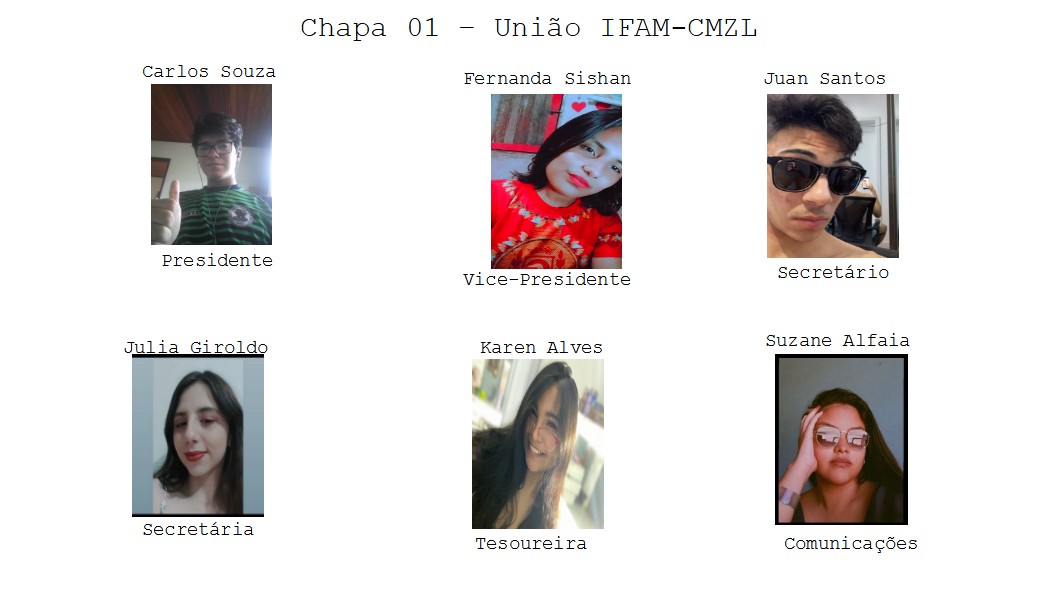 Chapa 01 – União IFAM-CMZL
Carlos Souza
Fernanda Sishan
Juan Santos
Presidente
Vice-Presidente
Secretário
Julia Giroldo
Karen Alves
Suzane Alfaia
Secretária
Tesoureira
Comunicações